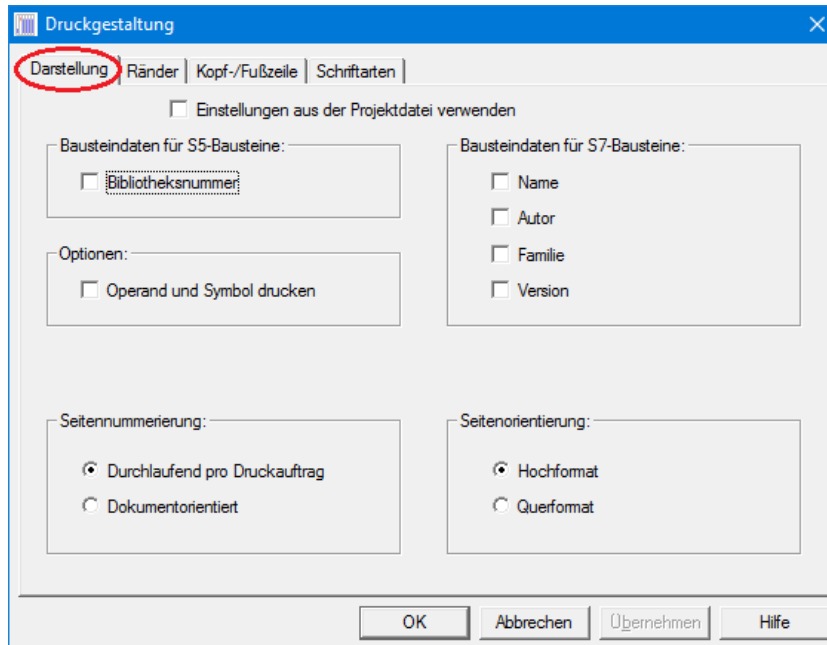 Druckgestaltung
Darstellung Ränder Kopf-/Fußzeile Schriftarten
Einstellungen aus der Projektdatei verwenden
Bausteindaten für S5-Bausteine:
Bibliotheksnummer
Optionen:
Operand und Symbol drucken
Bausteindaten für S7-Bausteine:
Name
Autor
Familie
Version
Seitennummerierung:
Durchlaufend pro Druckauftrag
Dokumentorientiert
Seitenorientierung:
Hochformat
Querformat
OK Abbrechen Übernehmen Hilfe